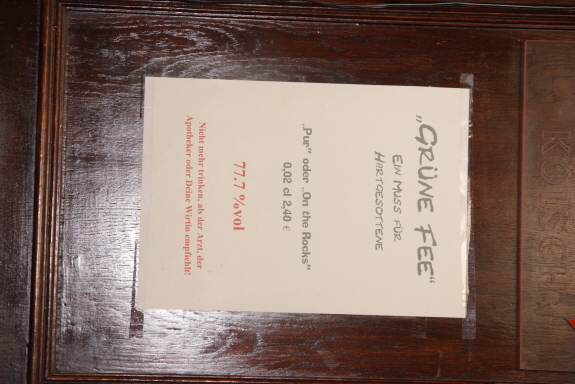 „GRÜNE FEE“
EIN MUSS FÜR
HARTGESOTTENE
„Pur“ oder „On the Rocks“
0,02 cl 2,40 €
77.7 %vol
Nicht mehr trinken, als der Arzt, der
Apotheker oder Deine Wirtin empfiehlt!